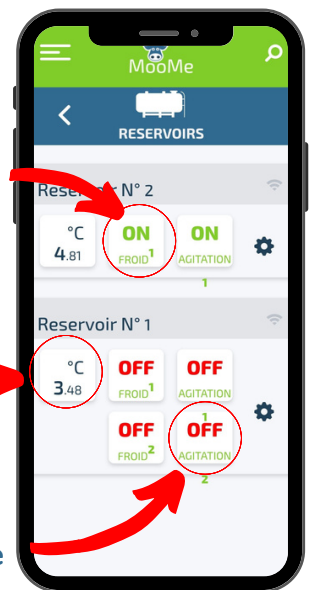 MooMe
RESERVOIRS
Reservoir N° 2
°C
4.81
ON
FROID1
ON
AGITATION
1
Reservoir N° 1
°C
3.48
OFF
FROID1
OFF
AGITATION
1
OFF
FROID2
OFF
AGITATION
2
e